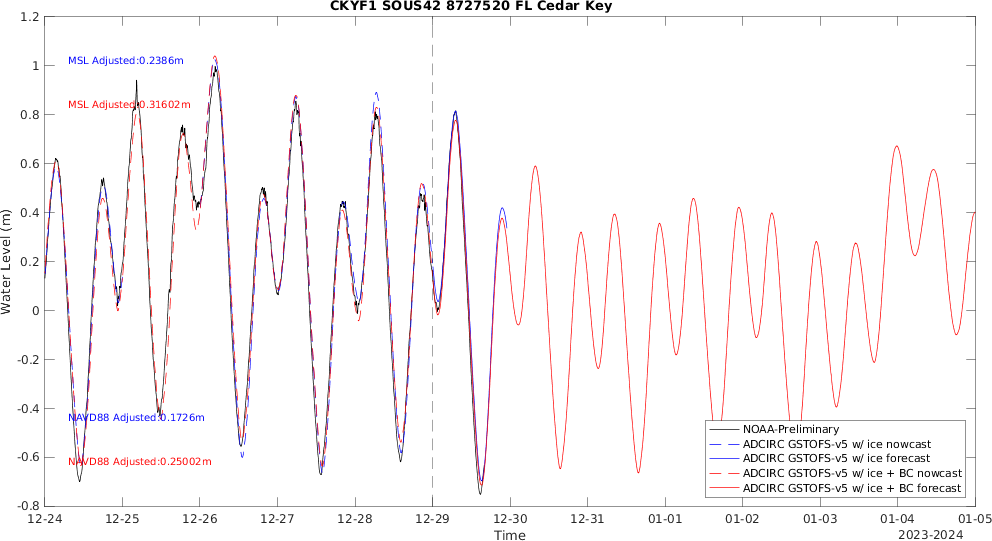 CKYF1 SOUS42 8727520 FL Cedar Key
1.2
1
0.8
0.6
0.4
0.2
0
-0.2
-0.4
-0.6
-0.8
Water Level (m)
MSL Adjusted:0.2386m
MSL Adjusted:0.31602m
NAVD88 Adjusted:0.1726m
NAVD88 Adjusted:0.25002m
NOAA-Preliminary
ADCIRC GSTOFS-v5 w/ ice nowcast
ADCIRC GSTOFS-v5 w/ ice forecast
ADCIRC GSTOFS-v5 w/ ice + BC nowcast
ADCIRC GSTOFS-v5 w/ ice + BC forecast
12-24 12-25 12-26 12-27 12-28 12-29 12-30 12-31 01-01 01-02 01-03 01-04 01-05
Time
2023-2024